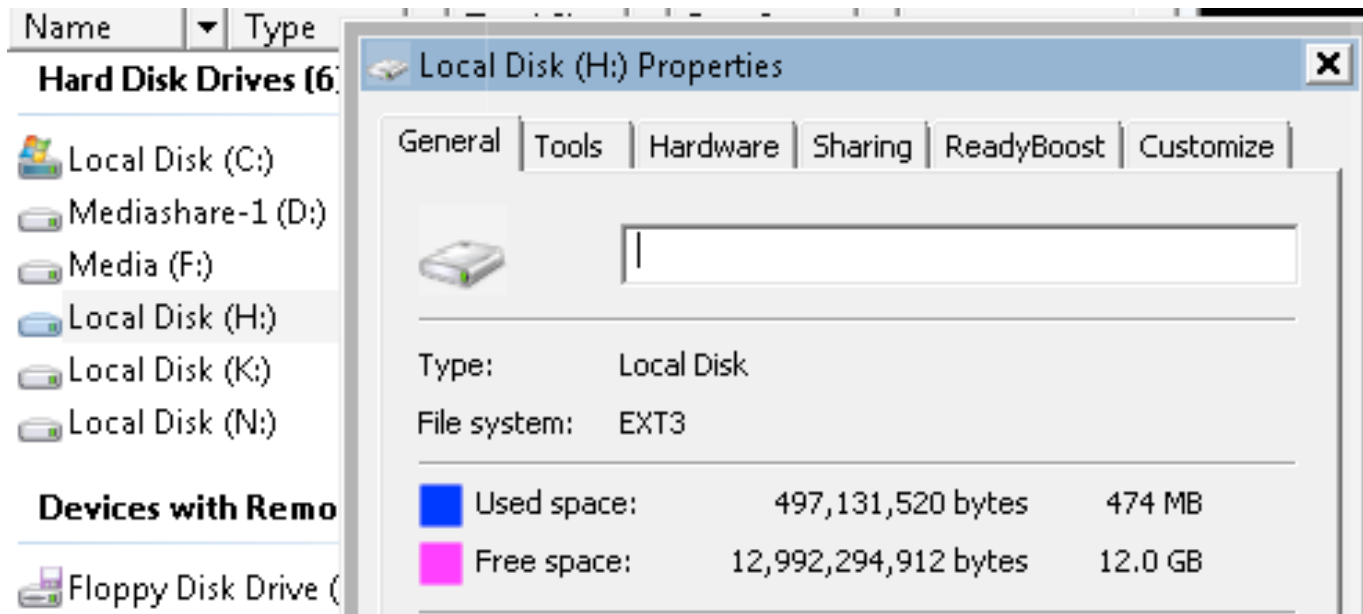 Name Type
Hard Disk Drives (6
Local Disk (C:)
Mediashare-1 (D:)
Media (F:)
Local Disk (H:)
Local Disk (K:)
Local Disk (N:)
Devices with Remo
Floppy Disk Drive (
Local Disk (H:) Properties
General Tools Hardware Sharing ReadyBoost Customize
Type: Local Disk
File system: EXT3
Used space: 497,131,520 bytes 474 MB
Free space: 12,992,294,912 bytes 12.0 GB